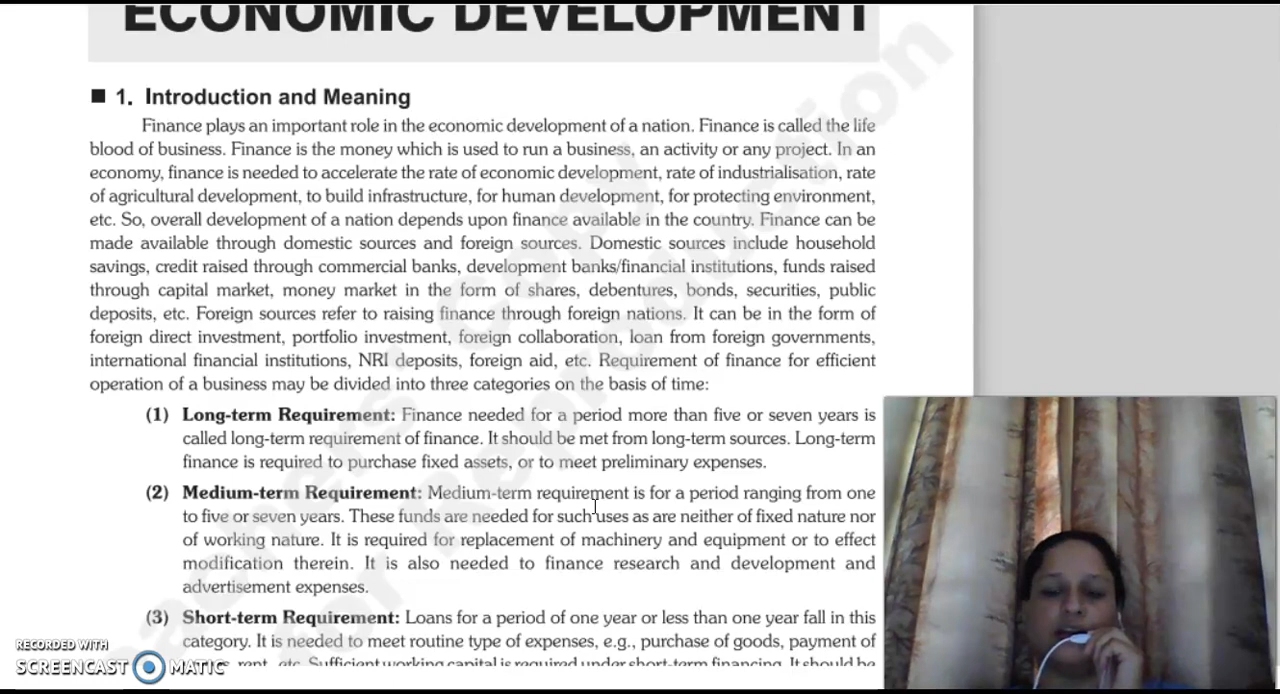 ECONOMIC DEVELOPMENT
■ 1. Introduction and Meaning
Finance plays an important role in the economic development of a nation. Finance is called the life
blood of business. Finance is the money which is used to run a business, an activity or any project. In an
economy, finance is needed to accelerate the rate of economic development, rate of industrialisation, rate
of agricultural development, to build infrastructure, for human development, for protecting environment,
etc. So, overall development of a nation depends upon finance available in the country. Finance can be
made available through domestic sources and foreign sources. Domestic sources include household
savings, credit raised through commercial banks, development banks/financial institutions, funds raised
through capital market, money market in the form of shares, debentures, bonds, securities, public
deposits, etc. Foreign sources refer to raising finance through foreign nations. It can be in the form of
foreign direct investment, portfolio investment, foreign collaboration, loan from foreign governments,
international financial institutions, NRI deposits, foreign aid, etc. Requirement of finance for efficient
operation of a business may be divided into three categories on the basis of time:
(1) Long-term Requirement: Finance needed for a period more than five or seven years is
called long-term requirement of finance. It should be met from long-term sources. Long-term
finance is required to purchase fixed assets, or to meet preliminary expenses.
(2) Medium-term Requirement: Medium-term requirement is for a period ranging from one
to five or seven years. These funds are needed for such uses as are neither of fixed nature nor
of working nature. It is required for replacement of machinery and equipment or to effect
modification therein. It is also needed to finance research and development and
advertisement expenses.
(3) Short-term Requirement: Loans for a period of one year or less than one year fall in this
category. It is needed to meet routine type of expenses, e.g., purchase of goods, payment of
rent, etc. Sufficient working capital is required under short-term financing. It should be
RECORDED WITH
SCREENCAST MATIC